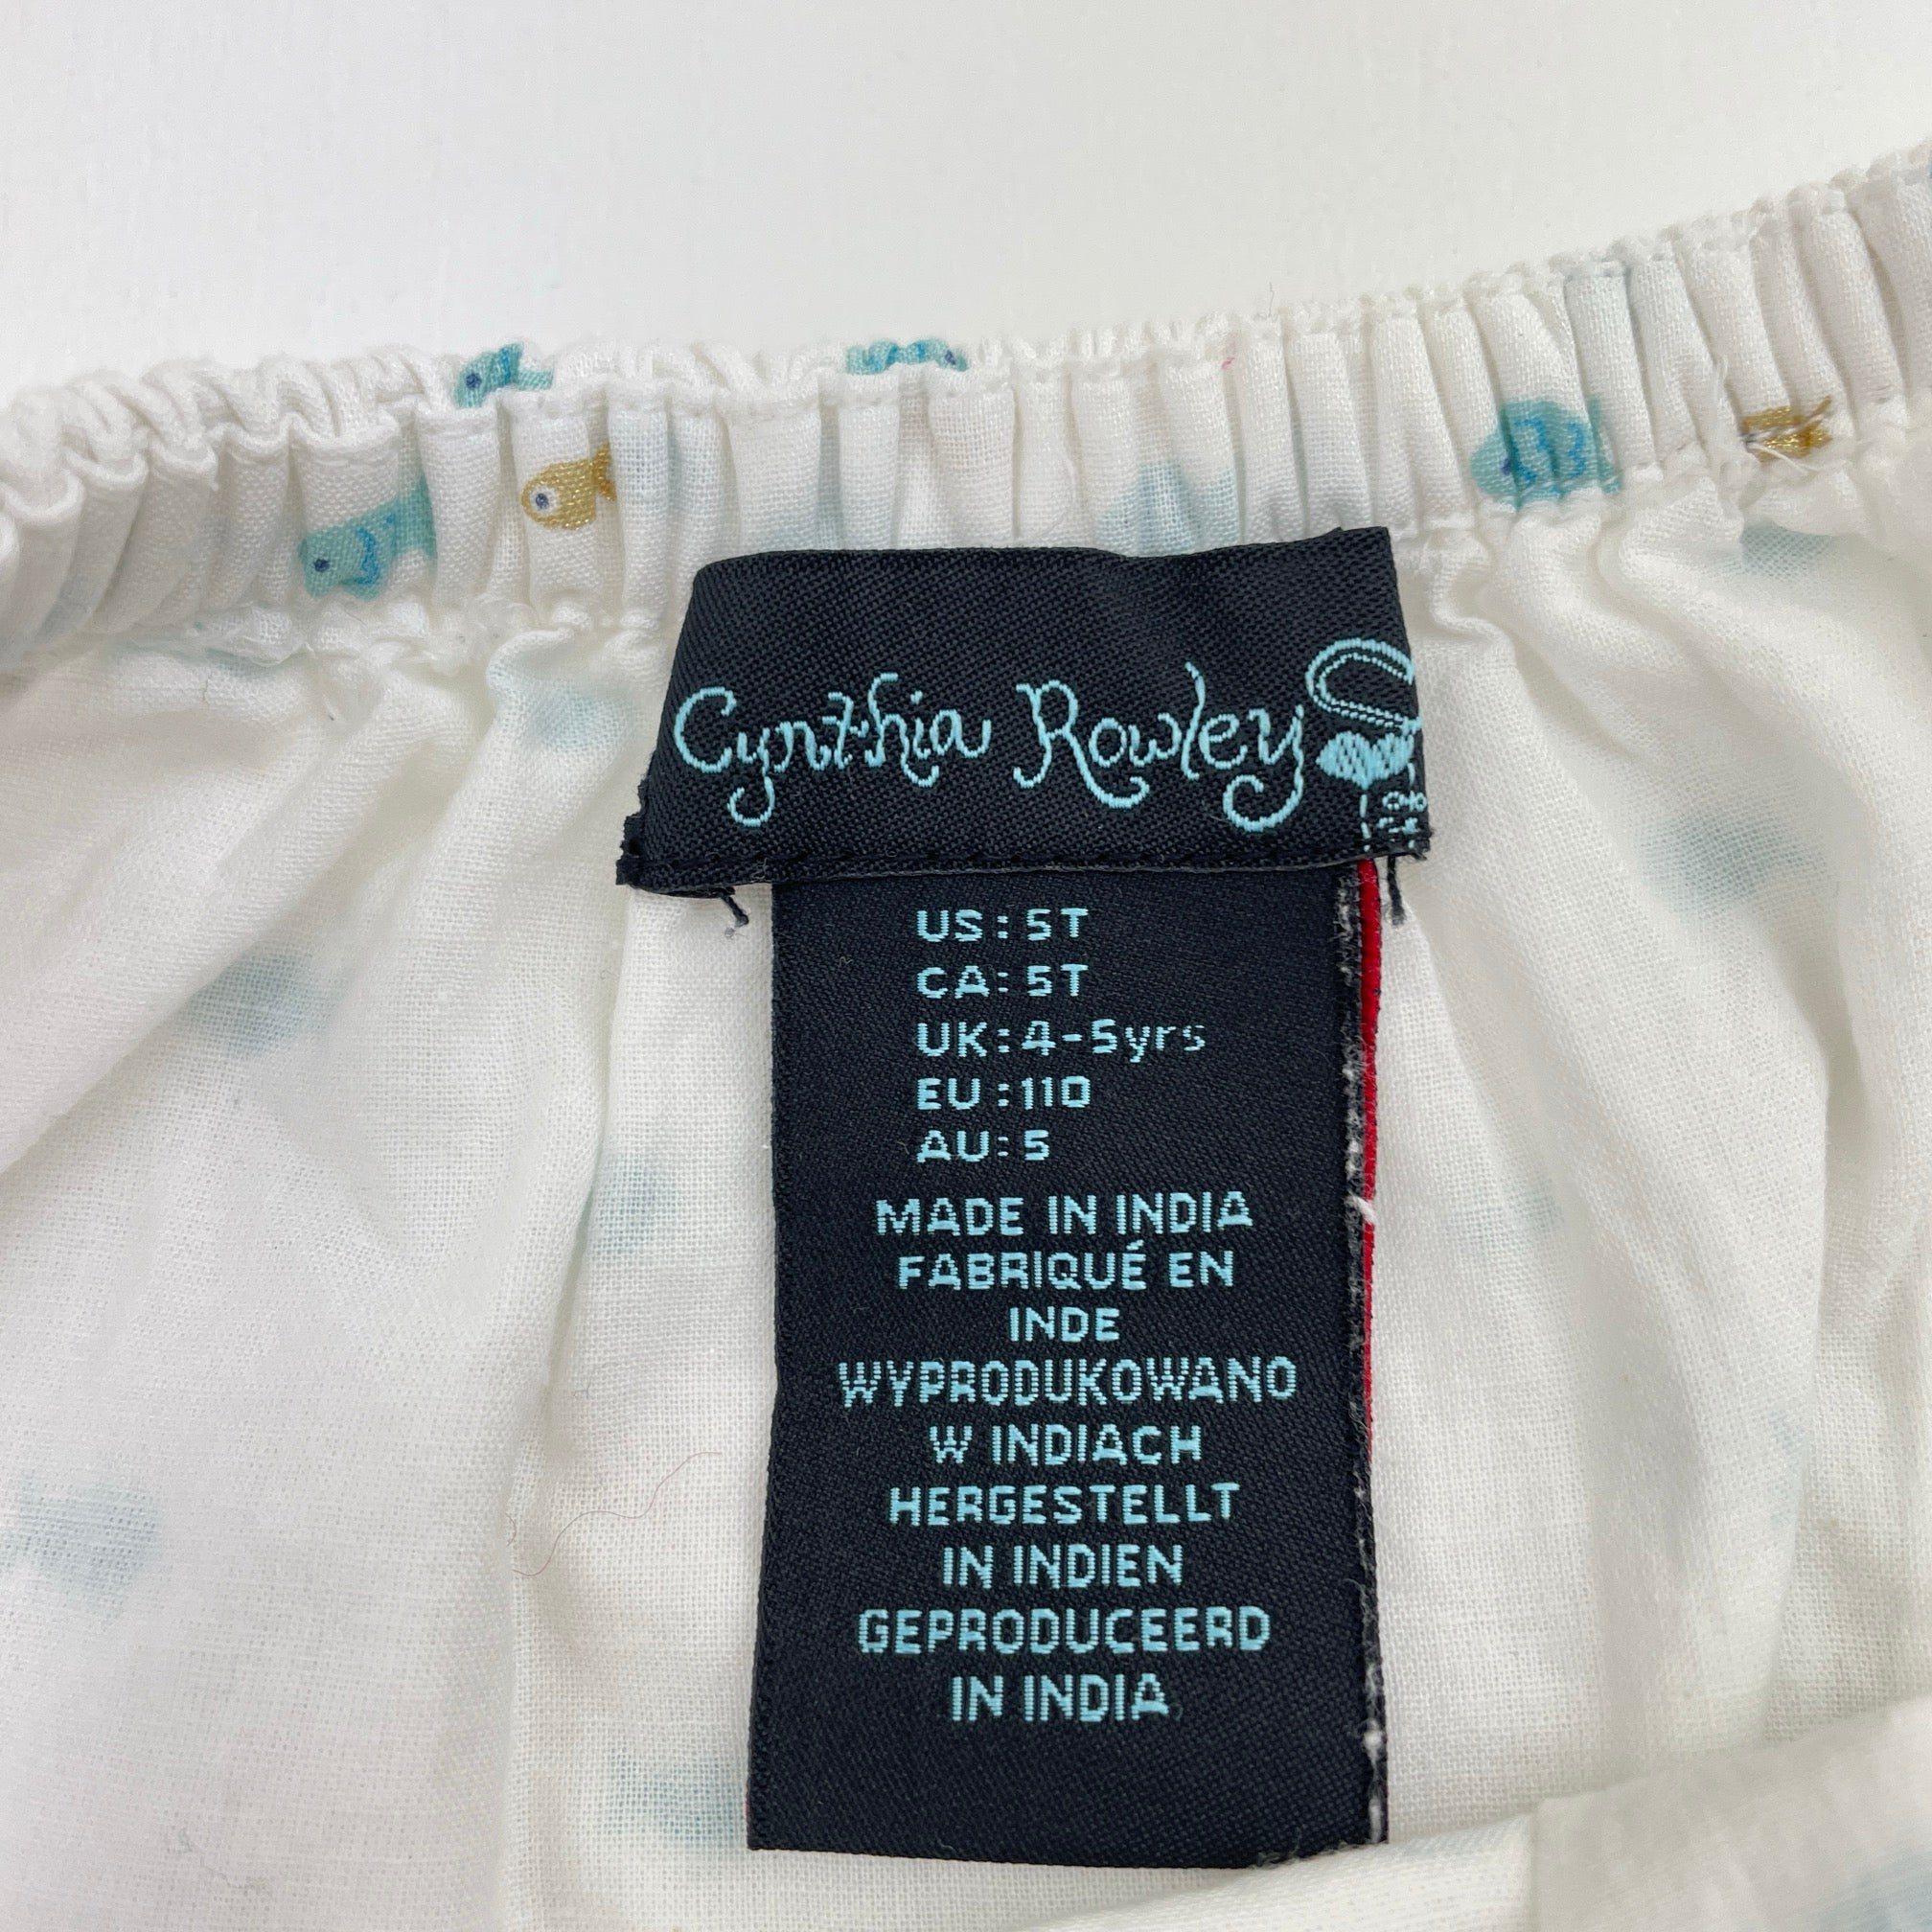 Cynthia Rowley
US: 5T
CA: 5T
UK: 4-5yrs
EU: 110
AU: 5
MADE IN INDIA
FABRIQUÉ EN
INDE
WYPRODUKOWANO
W INDIACH
HERGESTELLT
IN INDIEN
GEPRODUCEERD
IN INDIA